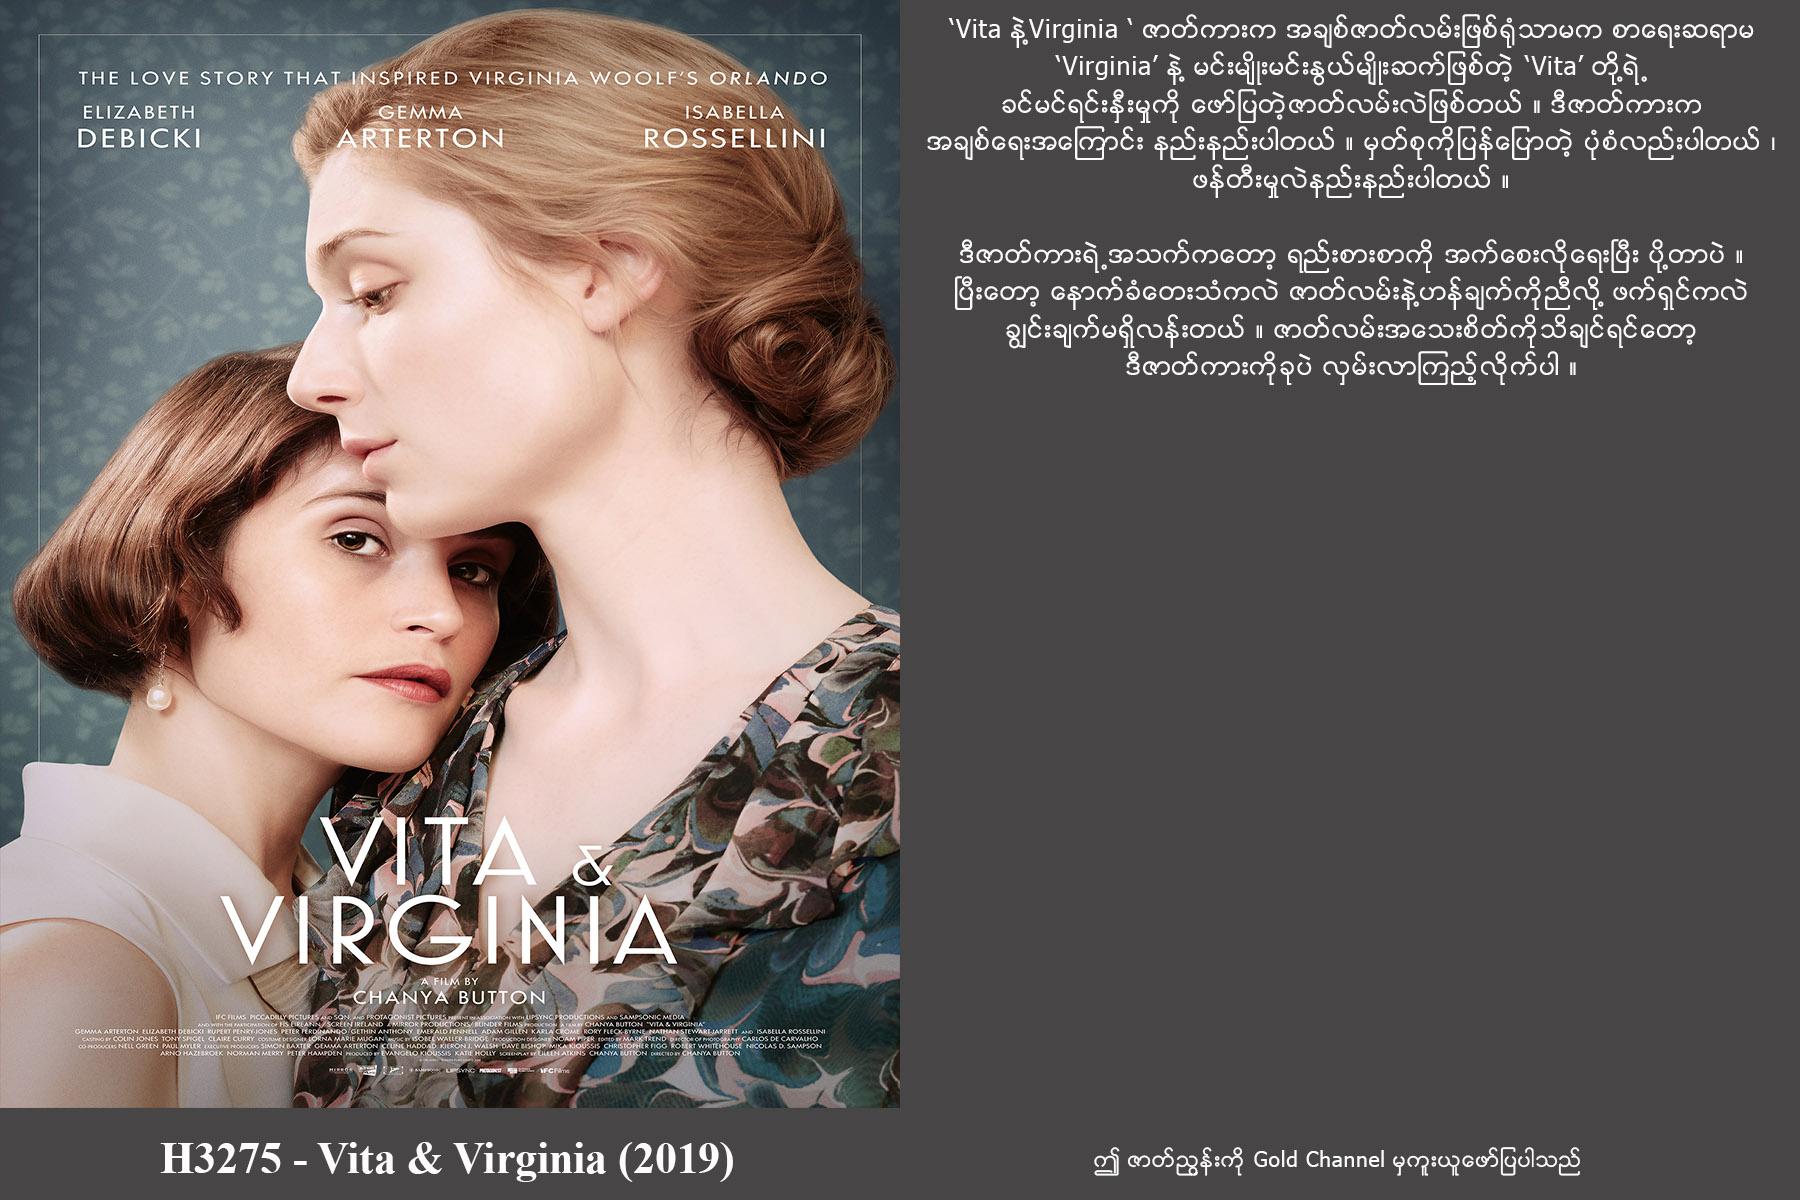 THE LOVE STORY THAT INSPIRED VIRGINIA WOOLF'S ORLANDO
ELIZABETH DEBICKI
GEMMA ARTERTON
ISABELLA ROSSELLINI
VITA &
VIRGINIA
A FILM BY
CHANYA BUTTON
H3275 - Vita & Virginia (2019)
‘Vita နဲ့Virginia ‘ ဇာတ်ကားက အချစ်ဇာတ်လမ်းဖြစ်ရုံသာမက စာရေးဆရာမ
‘Virginia’ နဲ့ မင်းမျိုးမင်းနွယ်မျိုးဆက်ဖြစ်တဲ့ ‘Vita’ တို့ရဲ့
ခင်မင်ရင်းနှီးမှုကို ဖော်ပြတဲ့ဇာတ်လမ်းလဲဖြစ်တယ် ။ ဒီဇာတ်ကားက
အချစ်ရေးအကြောင်း နည်းနည်းပါတယ် ။ မှတ်စုကိုပြန်ပြောတဲ့ ပုံစံလည်းပါတယ် ၊
ဖန်တီးမှုလဲနည်းနည်းပါတယ် ။
ဒီဇာတ်ကားရဲ့အသက်ကတော့ ရည်းစားစာကို အက်စေးလိုရေးပြီး ပို့တာပဲ ။
ပြီးတော့ နောက်ခံတေးသံကလဲ ဇာတ်လမ်းနဲ့ဟန်ချက်ကိုညီလို့ ဖက်ရှင်ကလဲ
ချွင်းချက်မရှိလန်းတယ် ။ ဇာတ်လမ်းအသေးစိတ်ကိုသိချင်ရင်တော့
ဒီဇာတ်ကားကိုခုပဲ လှမ်းလာကြည့်လိုက်ပါ ။
ဤ ဇာတ်ညွှန်းကို Gold Channel မှကူးယူဖော်ပြပါသည်